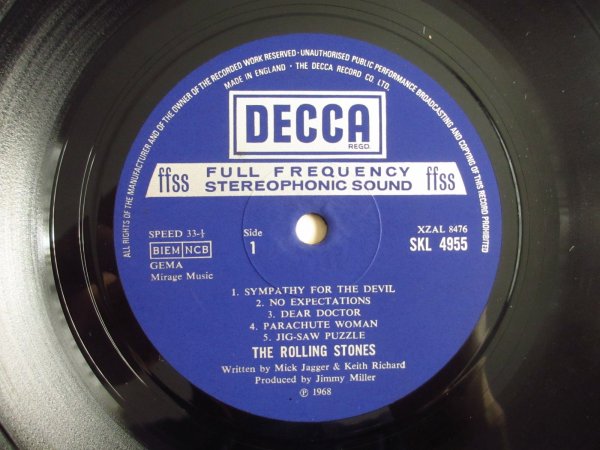 ALL RIGHTS OF THE MANUFACTURER AND OF THE OWNER OF THE RECORDED WORK RESERVED · UNAUTHORISED PUBLIC PERFORMANCE BROADCASTING AND COPYING OF THIS RECORD PROHIBITED
MADE IN ENGLAND · THE DECCA RECORD CO. LTD.
DECCA
REGD.
ffss FULL FREQUENCY STEREOPHONIC SOUND ffss
SPEED 33-⅓
BIEM NCB
GEMA
Mirage Music
Side
1
XZAL 8476
SKL 4955
1. SYMPATHY FOR THE DEVIL
2. NO EXPECTATIONS
3. DEAR DOCTOR
4. PARACHUTE WOMAN
5. JIG-SAW PUZZLE
THE ROLLING STONES
Written by Mick Jagger & Keith Richard
Produced by Jimmy Miller
℗ 1968